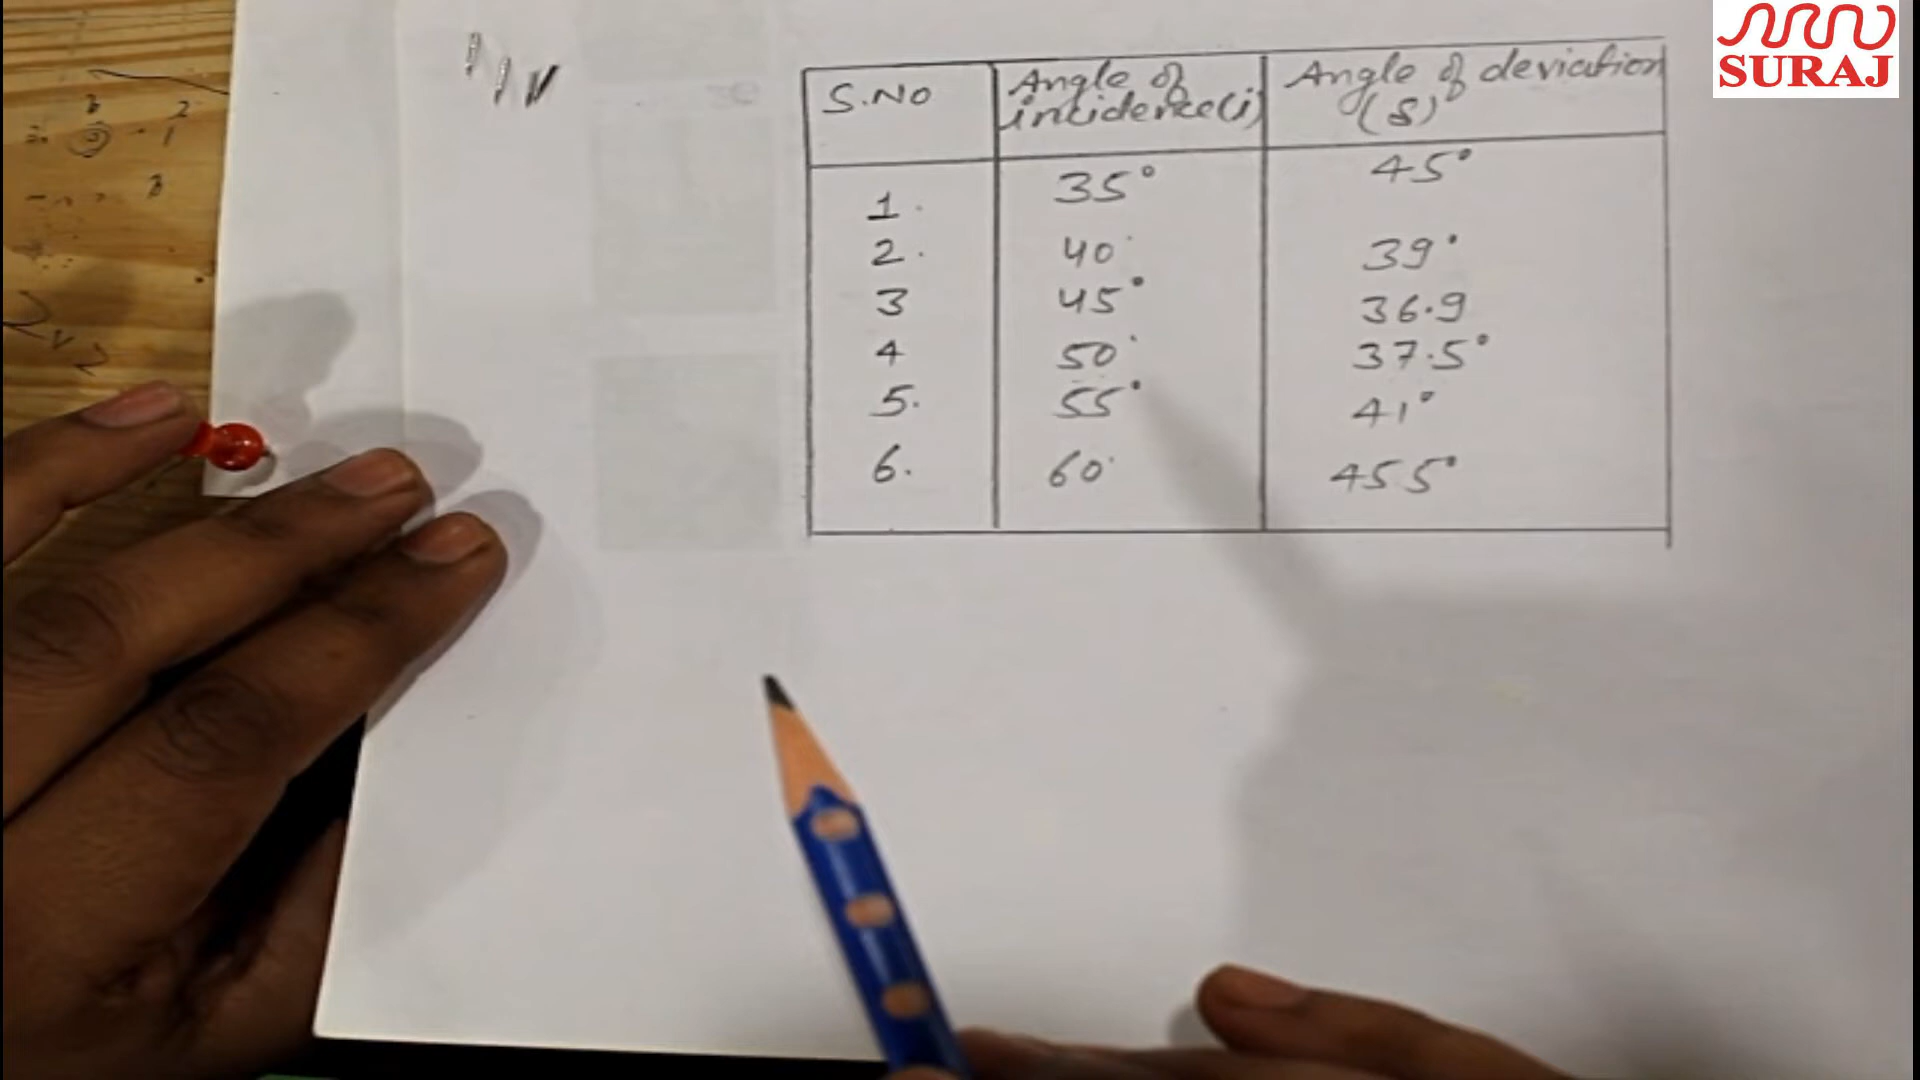 SURAJ
S.NO Angle of incidence(i) Angle of deviation (δ)
1. 35° 45°
2. 40° 39°
3 45° 36.9
4 50° 37.5°
5. 55° 41°
6. 60° 45 5°